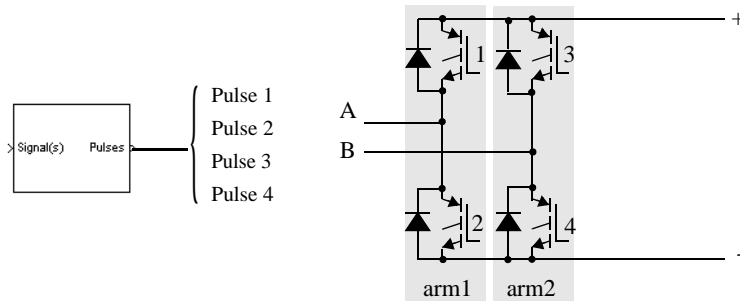 Signal(s) Pulses
Pulse 1
Pulse 2
Pulse 3
Pulse 4
A
B
1
3
2
4
+
-
arm1
arm2